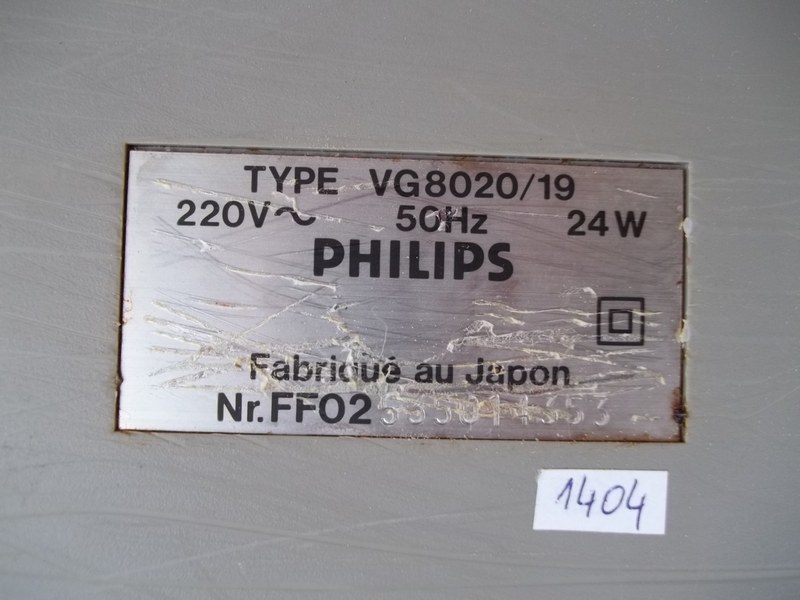 TYPE VG8020/19
220V~ 50Hz 24W
PHILIPS
Fabriqué au Japon
Nr.FF02
1404